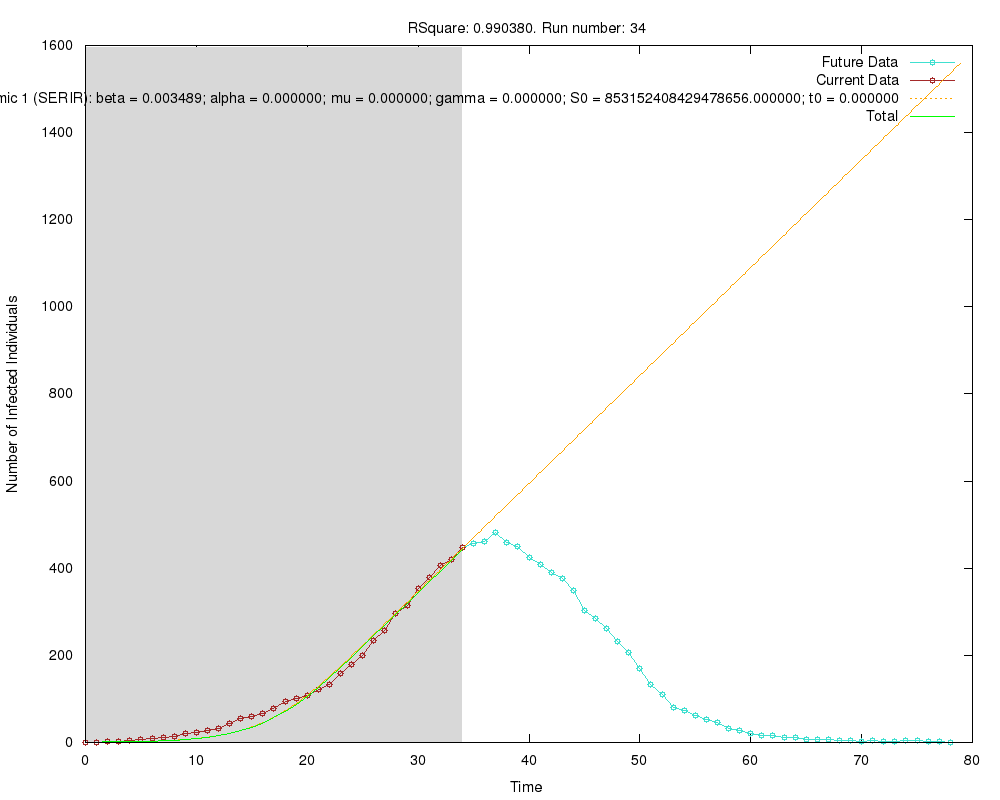 RSquare: 0.990380. Run number: 34
1600
1400
1200
1000
800
600
400
200
0
Number of Infected Individuals
Future Data
Current Data
mic 1 (SERIR): beta = 0.003489; alpha = 0.000000; mu = 0.000000; gamma = 0.000000; S0 = 853152408429478656.000000; t0 = 0.000000
Total
0 10 20 30 40 50 60 70 80
Time